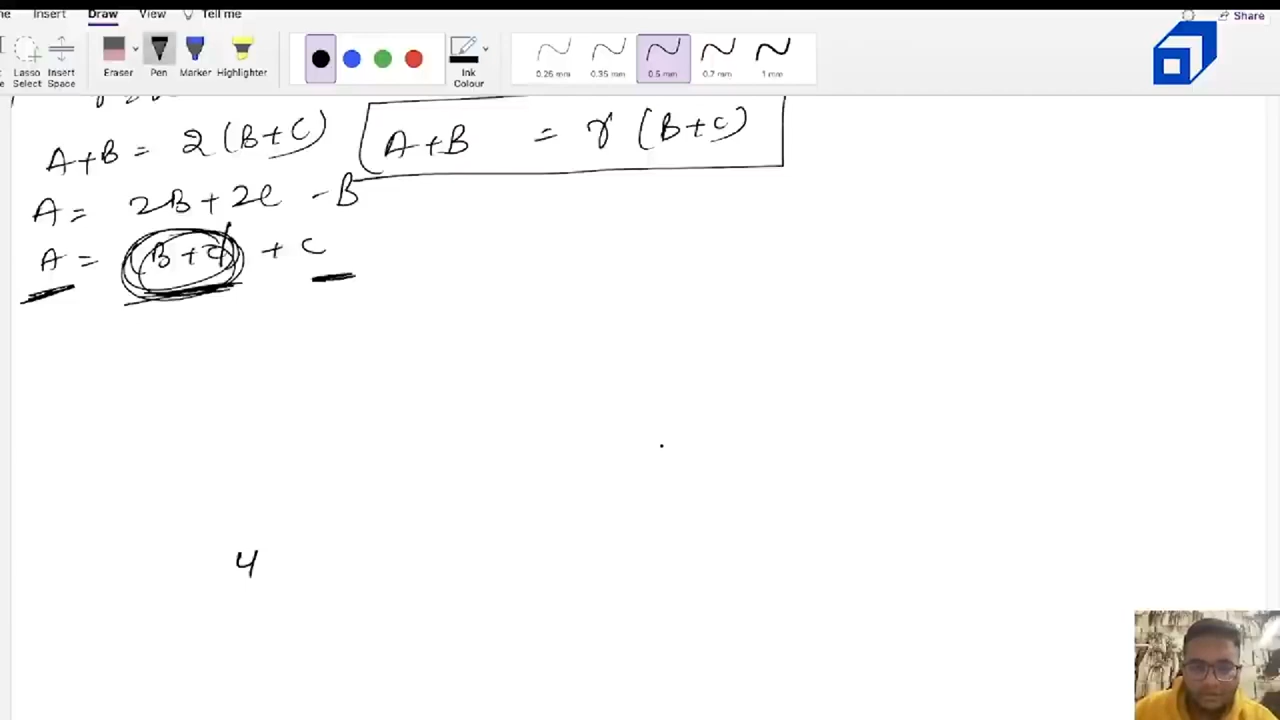 Insert Draw View Tell me Share
Eraser Pen Marker Highlighter
Lasso Select Insert Space
Ink Colour
0.25 mm 0.35 mm 0.5 mm 0.7 mm 1 mm
A+B = 2(B+C) A+B = r(B+C)
A = 2B+2C -B
A = (B+C) + C
4